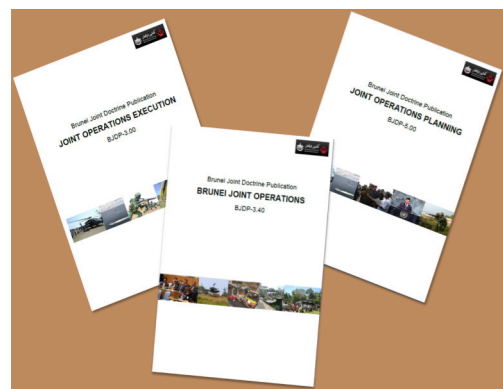 Brunei Joint Doctrine Publication
JOINT OPERATIONS EXECUTION
BJDP-3.00
Brunei Joint Doctrine Publication
BRUNEI JOINT OPERATIONS
BJDP-3.40
Brunei Joint Doctrine Publication
JOINT OPERATIONS PLANNING
BJDP-5.00